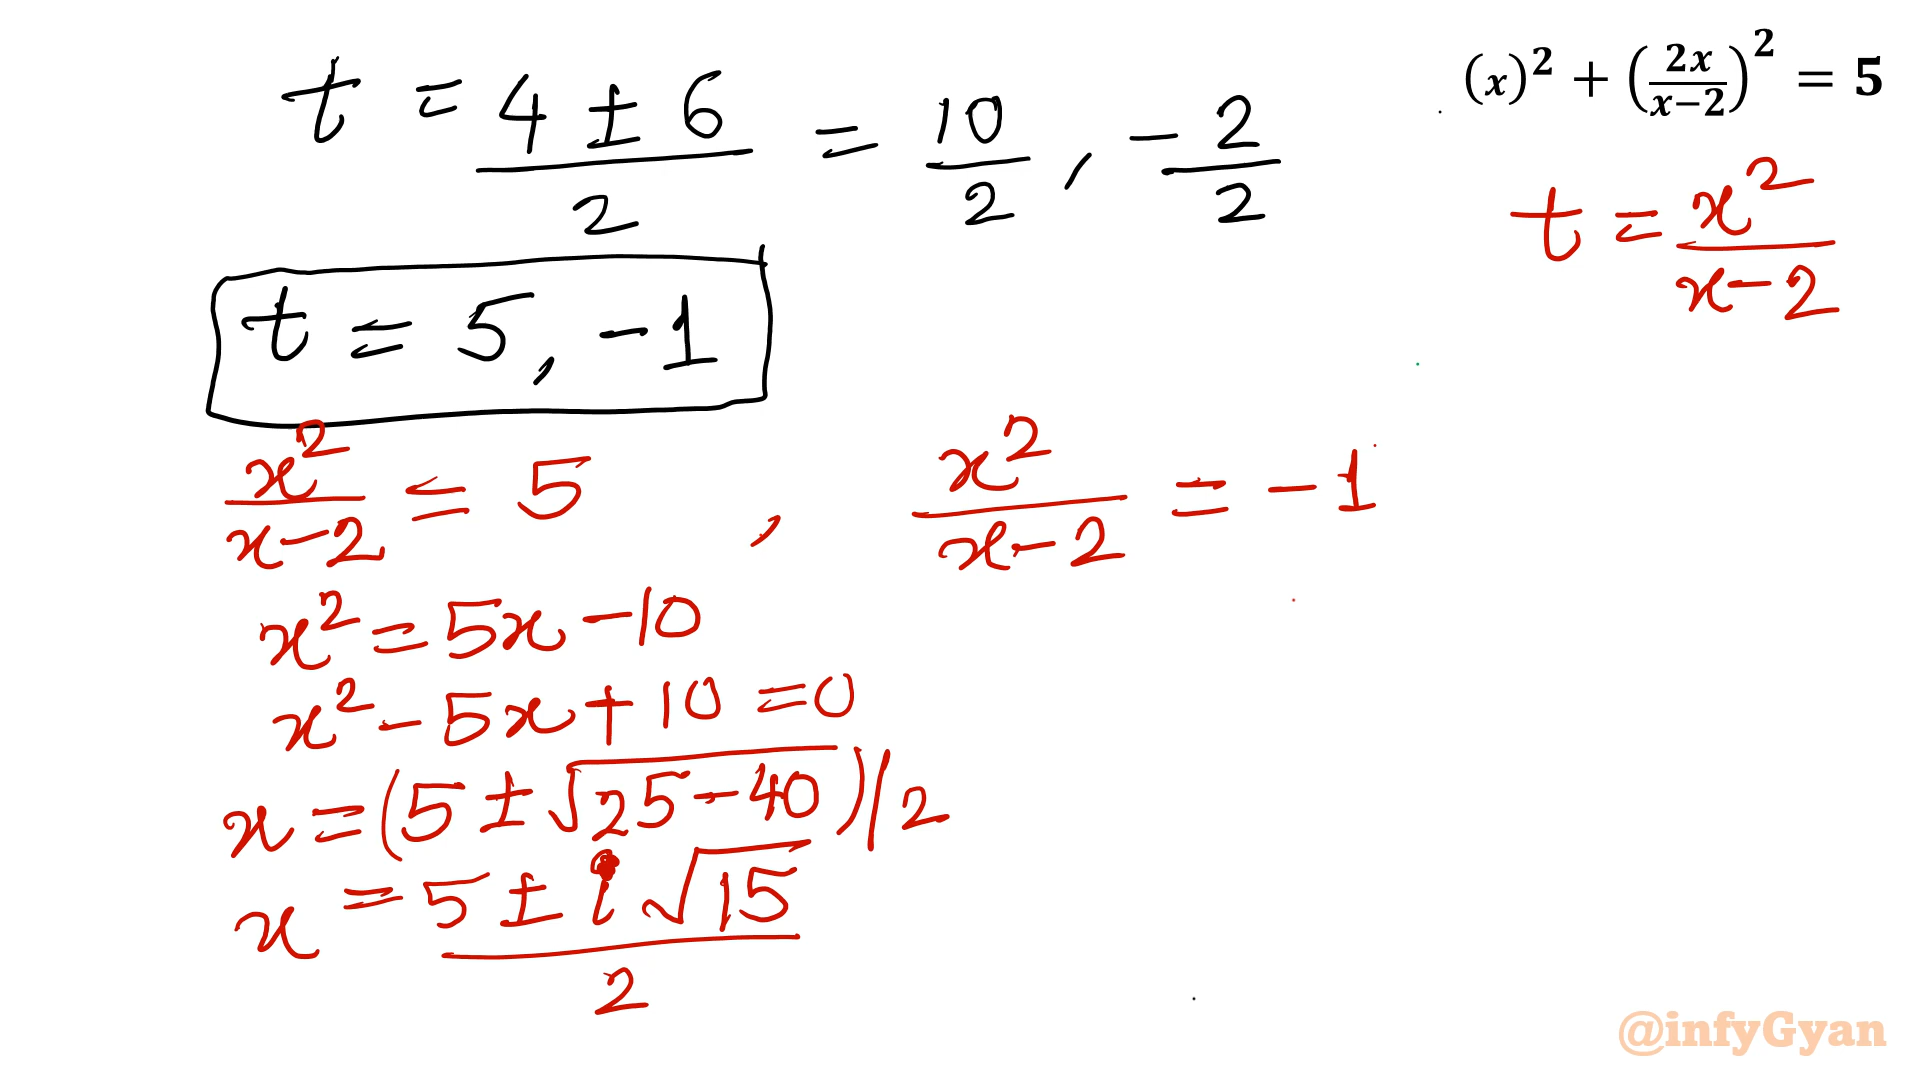 t = (4 ± 6)/2 = 10/2 , -2/2
(x)² + (2x/(x−2))² = 5
t = x²/(x-2)
t = 5, -1
x²/(x-2) = 5 , x²/(x-2) = -1
x² = 5x - 10
x² - 5x + 10 = 0
x = (5 ± √(25-40))/2
x = (5 ± i√15)/2
@infyGyan